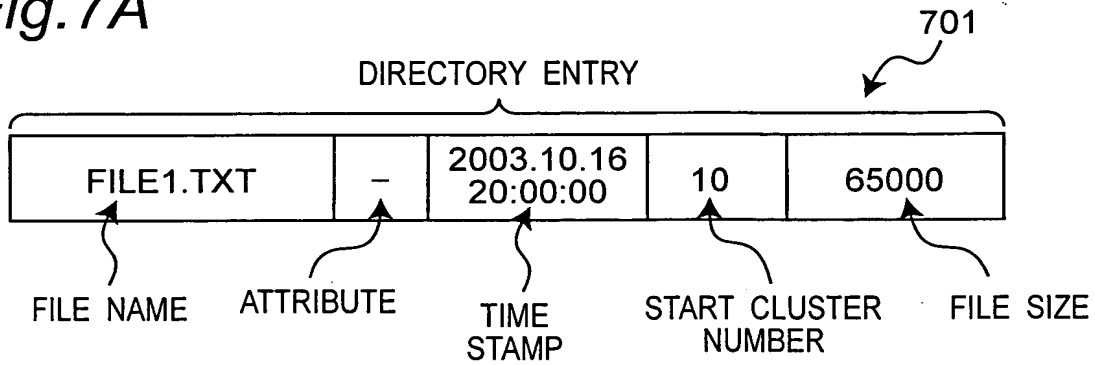 Fig.7A
701
DIRECTORY ENTRY
FILE1.TXT
–
2003.10.16
20:00:00
10
65000
FILE NAME
ATTRIBUTE
TIME
STAMP
START CLUSTER
NUMBER
FILE SIZE